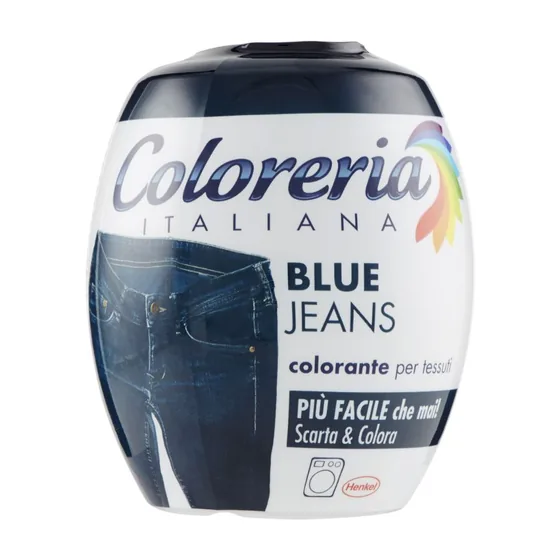 Coloreria
ITALIANA
BLUE
JEANS
colorante per tessuti
PIÙ FACILE che mai!
Scarta & Colora
Henkel